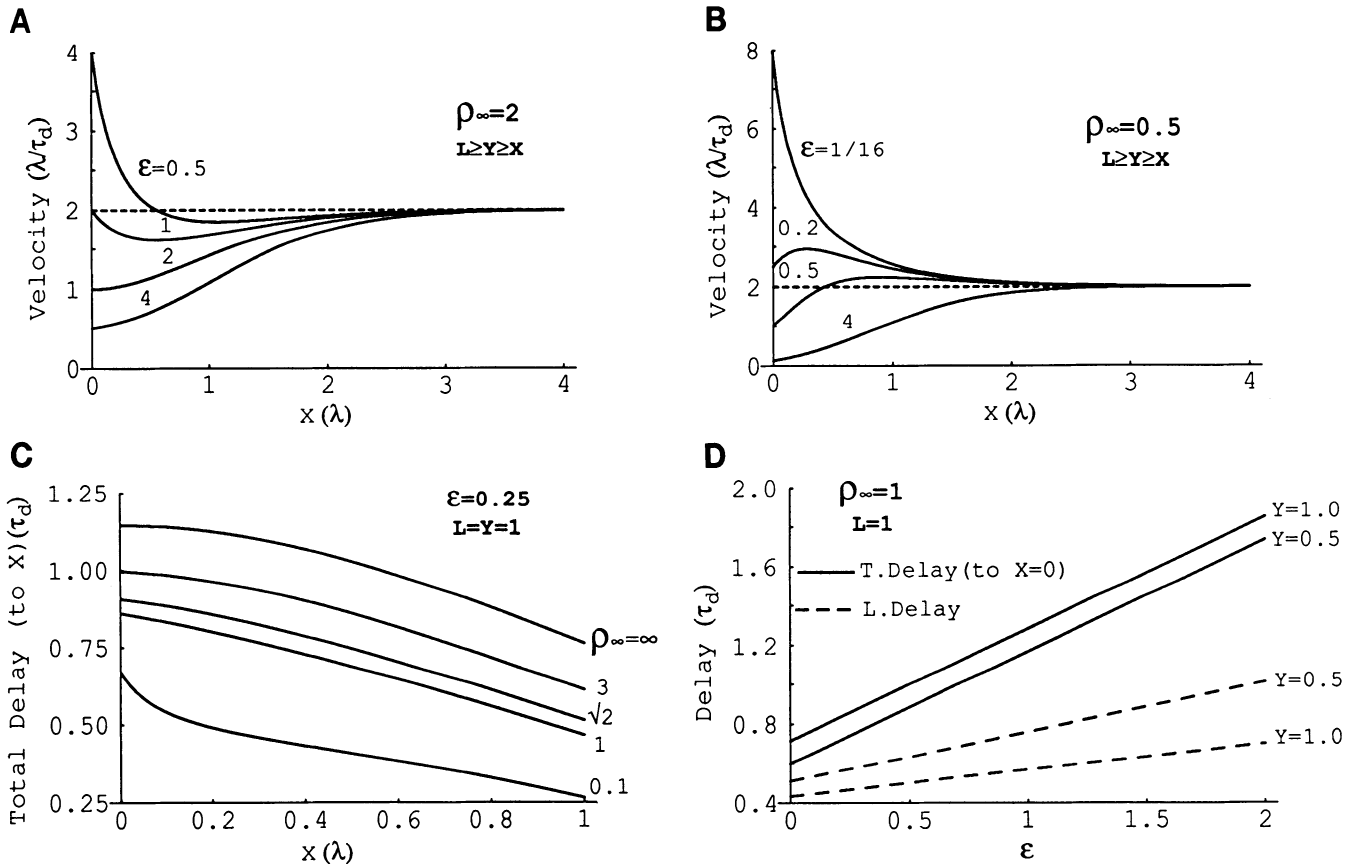 A
4
3
2
1
0
Velocity (λ/τd)
ε=0.5
1
2
4
ρ∞=2
L≥Y≥X
0
1
2
3
4
X (λ)
B
8
6
4
2
0
Velocity (λ/τd)
ε=1/16
0.2
0.5
4
ρ∞=0.5
L≥Y≥X
0
1
2
3
4
X (λ)
C
1.25
1.00
0.75
0.50
0.25
Total Delay (to X)(τd)
ε=0.25
L=Y=1
ρ∞=∞
3
√2
1
0.1
0
0.2
0.4
0.6
0.8
1
X (λ)
D
2.0
1.6
1.2
0.8
0.4
Delay (τd)
ρ∞=1
L=1
T.Delay(to X=0)
L.Delay
Y=1.0
Y=0.5
Y=0.5
Y=1.0
0
0.5
1
1.5
2
ε